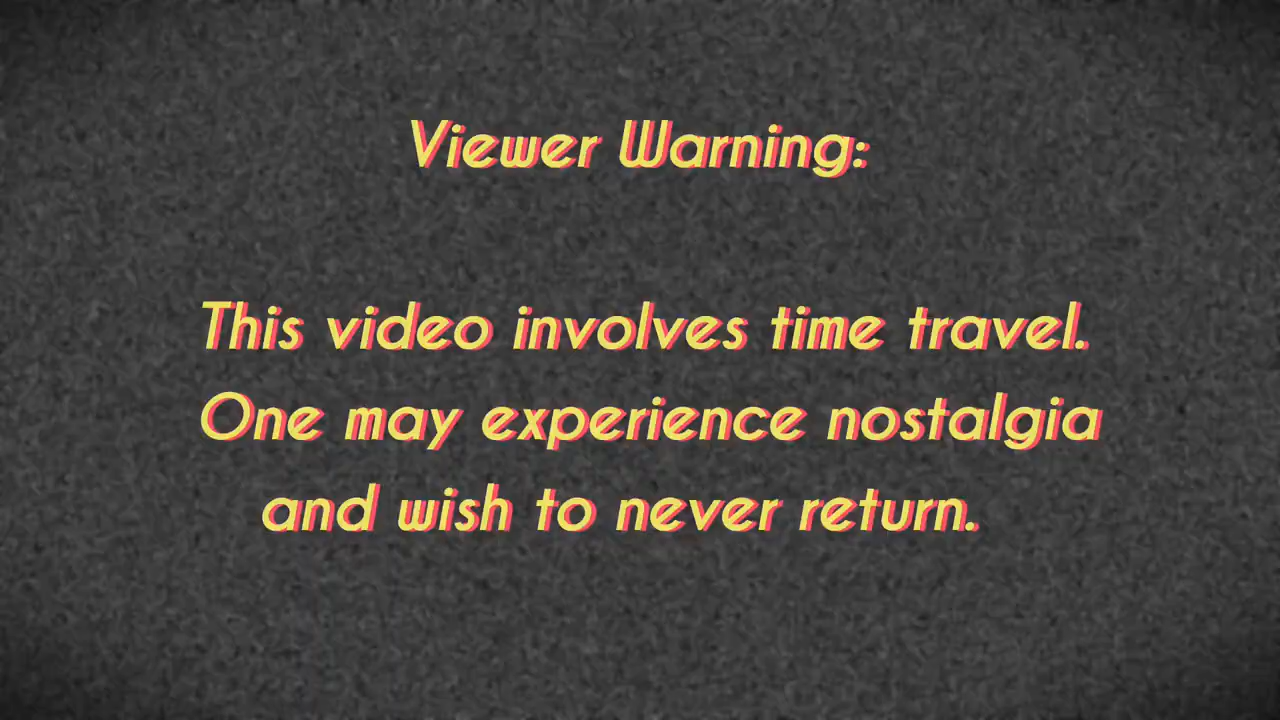 Viewer Warning:
This video involves time travel.
One may experience nostalgia
and wish to never return.